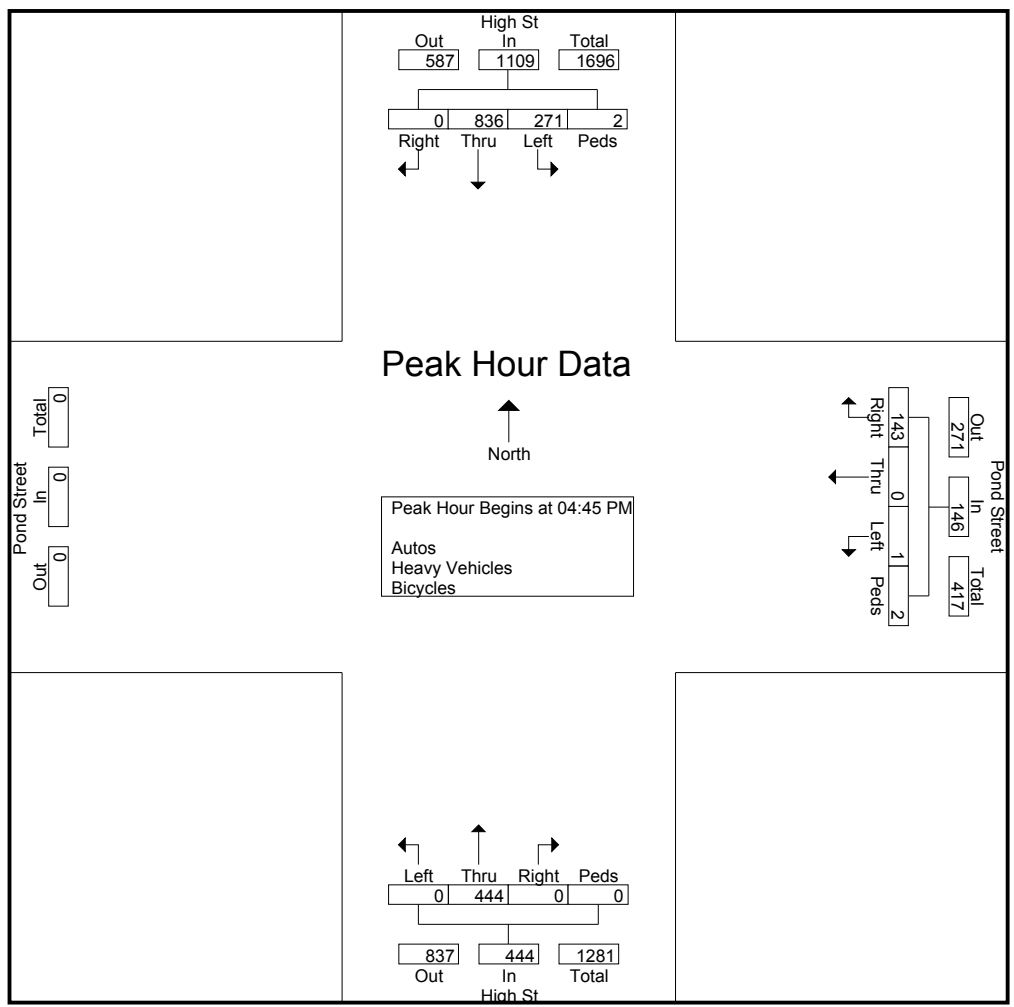 High St
Out In Total
587 1109 1696
0 836 271 2
Right Thru Left Peds
Peak Hour Data
North
Peak Hour Begins at 04:45 PM
Autos
Heavy Vehicles
Bicycles
Pond Street
Out In Total
0 0 0
Pond Street
Out In Total
271 146 417
143 0 1 2
Right Thru Left Peds
Left Thru Right Peds
0 444 0 0
837 444 1281
Out In Total
High St